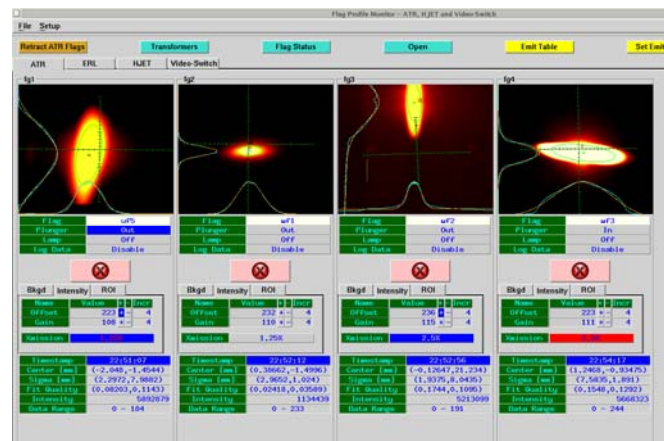 Flag Profile Monitor – ATR, HJET and Video-Switch
File Setup
Retract ATR Flags Transformers Flag Status Open Emit Table Set Emit
ATR ERL HJET Video-Switch
fg1 fg2 fg3 fg4
Flag wf5 Flag wf1 Flag wf2 Flag wf3
Plunger Out Plunger Out Plunger Out Plunger In
Lamp Off Lamp Off Lamp Off Lamp Off
Log Data Disable Log Data Disable Log Data Disable Log Data Disable
Bkgd Intensity ROI Bkgd Intensity ROI Bkgd Intensity ROI Bkgd Intensity ROI
Name Value + - Incr Name Value + - Incr Name Value + - Incr Name Value + - Incr
Offset 223 + - 4 Offset 232 + - 4 Offset 236 + - 4 Offset 223 + - 4
Gain 108 + - 4 Gain 110 + - 4 Gain 115 + - 4 Gain 111 + - 4
Xmission Xmission 1.25% Xmission 2.5% Xmission
Timestamp 22:51:07 Timestamp 22:52:12 Timestamp 22:52:56 Timestamp 22:54:17
Center [mm] (-2.048,-1.4544) Center [mm] (0.38662,-1.4996) Center [mm] (-0.12647,21.234) Center [mm] (1.2468,-0.93475)
Sigma [mm] (2.2972,7.9882) Sigma [mm] (2.9652,1.024) Sigma [mm] (1.9375,8.0435) Sigma [mm] (7.5835,1.891)
Fit Quality (0.08203,0.1143) Fit Quality (0.02418,0.03589) Fit Quality (0.1744,0.1095) Fit Quality (0.1548,0.1292)
Intensity 5892879 Intensity 1134439 Intensity 5213099 Intensity 5668323
Data Range 0 – 184 Data Range 0 – 233 Data Range 0 – 191 Data Range 0 – 244